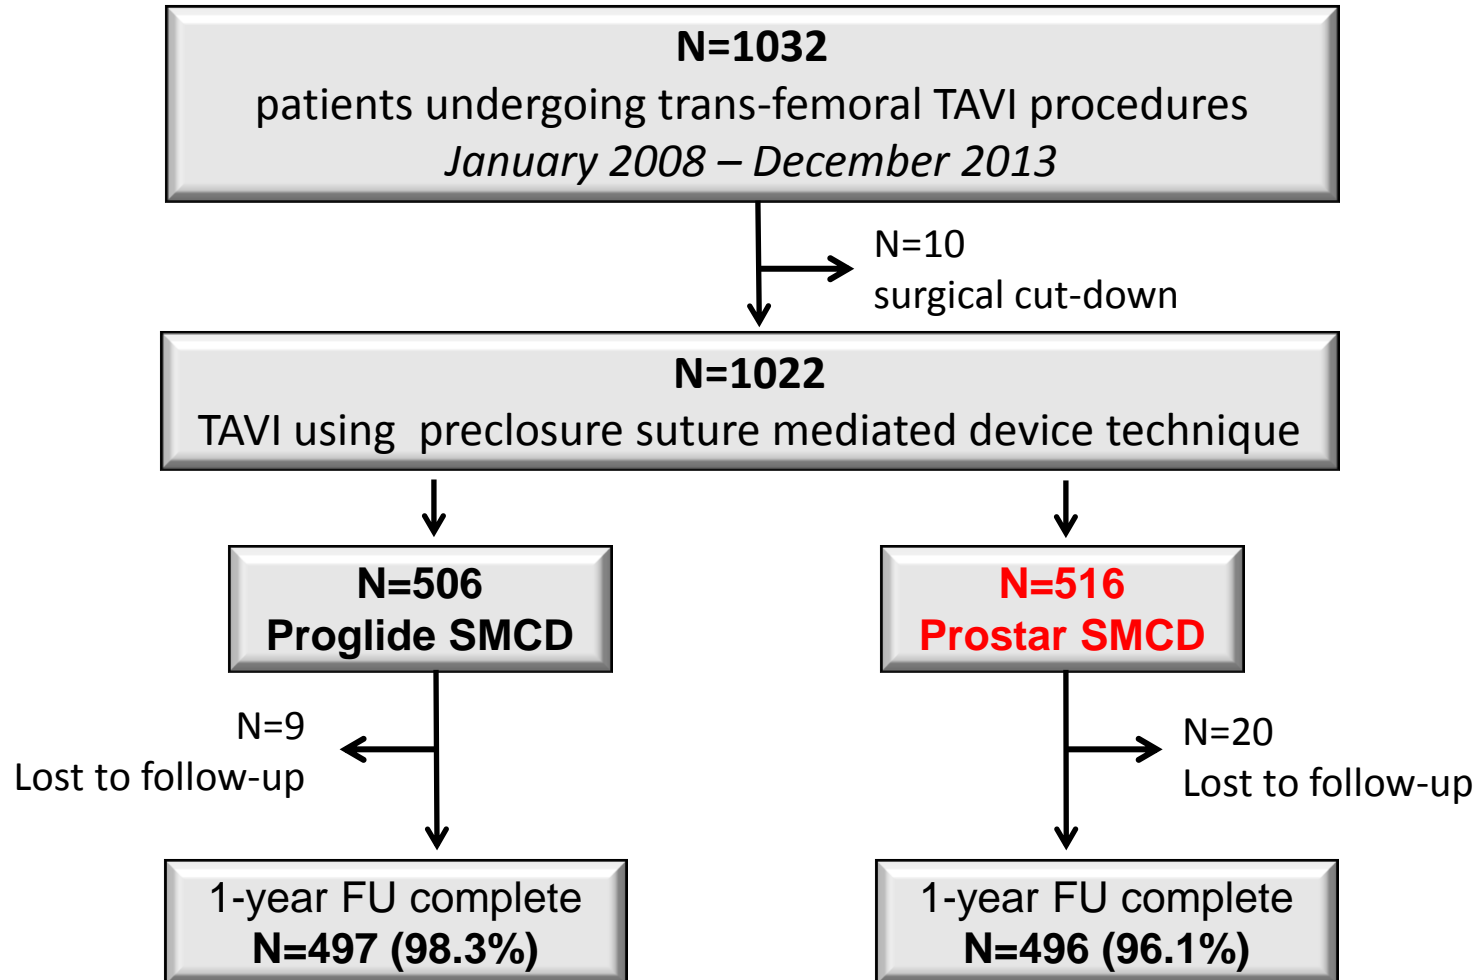 N=1032
patients undergoing trans-femoral TAVI procedures
January 2008 – December 2013
N=10
surgical cut-down
N=1022
TAVI using preclosure suture mediated device technique
N=506
Proglide SMCD
N=516
Prostar SMCD
N=9
Lost to follow-up
N=20
Lost to follow-up
1-year FU complete
N=497 (98.3%)
1-year FU complete
N=496 (96.1%)